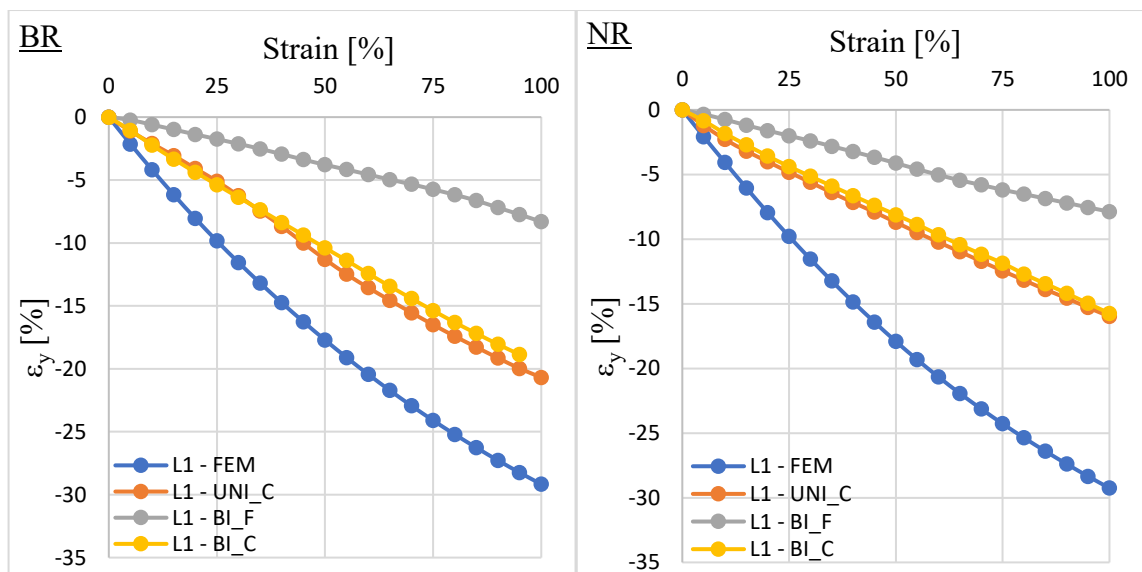 BR
Strain [%]
0 25 50 75 100
0
-5
-10
-15
-20
-25
-30
-35
εy [%]
L1 - FEM
L1 - UNI_C
L1 - BI_F
L1 - BI_C
NR
Strain [%]
0 25 50 75 100
0
-5
-10
-15
-20
-25
-30
-35
εy [%]
L1 - FEM
L1 - UNI_C
L1 - BI_F
L1 - BI_C